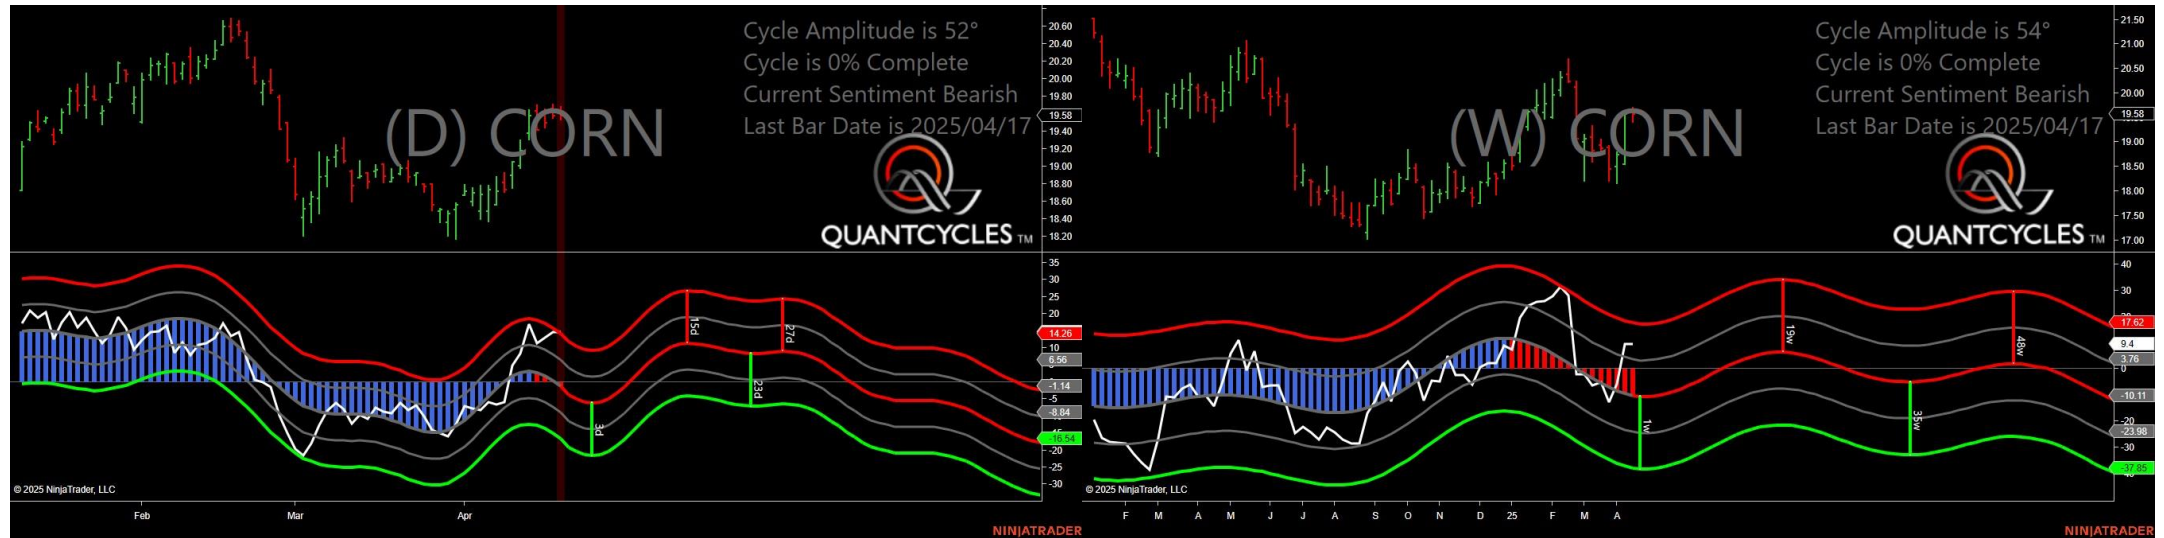 Cycle Amplitude is 52°
Cycle is 0% Complete
Current Sentiment Bearish
Last Bar Date is 2025/04/17
(D) CORN
QUANTCYCLES TM
20.60
20.40
20.20
20.00
19.80
19.58
19.40
19.20
19.00
18.80
18.60
18.40
18.20
35
30
25
20
14.26
10
6.56
-1.14
-5
-8.84
-16.54
-20
-25
-30
3d
15d
23d
27d
© 2025 NinjaTrader, LLC
Feb
Mar
Apr
NINJATRADER
Cycle Amplitude is 54°
Cycle is 0% Complete
Current Sentiment Bearish
Last Bar Date is 2025/04/17
(W) CORN
QUANTCYCLES TM
21.50
21.00
20.50
20.00
19.58
19.00
18.50
18.00
17.50
17.00
40
30
17.62
9.4
3.76
0
-10.11
-20
-23.98
-30
-37.85
1w
19w
35w
48w
© 2025 NinjaTrader, LLC
F M A M J J A S O N D 25 F M A
NINJATRADER